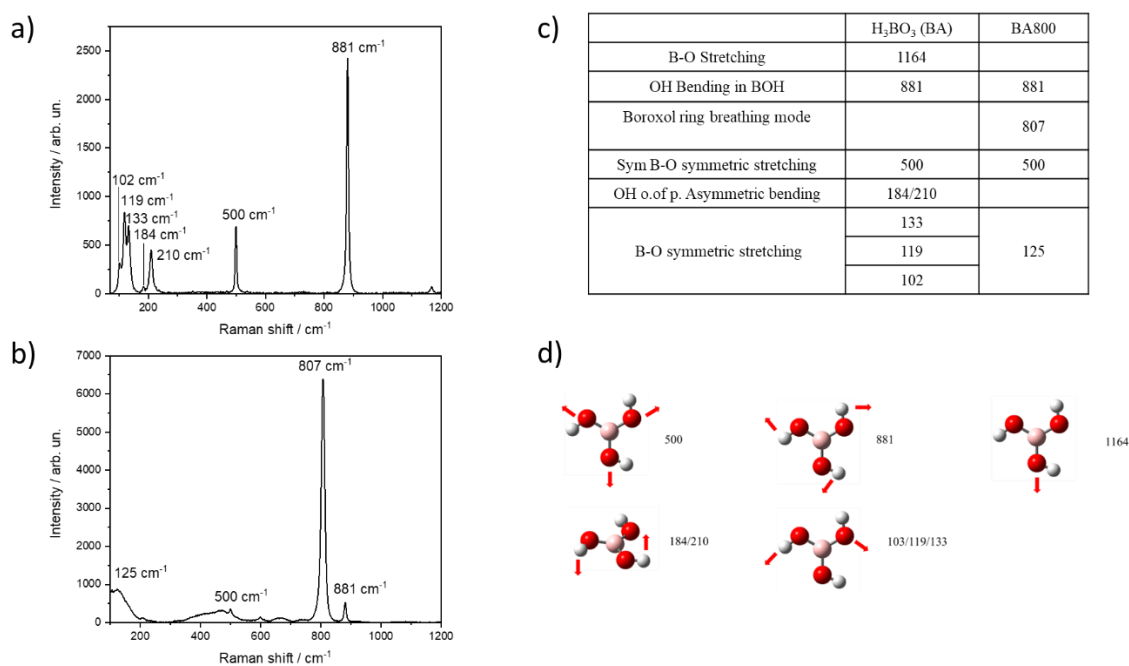 a)
2500
2000
1500
1000
500
0
Intensity / arb. un.
881 cm⁻¹
102 cm⁻¹
119 cm⁻¹
133 cm⁻¹
184 cm⁻¹
210 cm⁻¹
500 cm⁻¹
200 400 600 800 1000 1200
Raman shift / cm⁻¹
b)
7000
6000
5000
4000
3000
2000
1000
0
Intensity / arb. un.
807 cm⁻¹
125 cm⁻¹
500 cm⁻¹
881 cm⁻¹
200 400 600 800 1000 1200
Raman shift / cm⁻¹
c)
H₃BO₃ (BA) BA800
B-O Stretching 1164
OH Bending in BOH 881 881
Boroxol ring breathing mode 807
Sym B-O symmetric stretching 500 500
OH o.of p. Asymmetric bending 184/210
B-O symmetric stretching 133 119 102 125
d)
500
881
1164
184/210
103/119/133